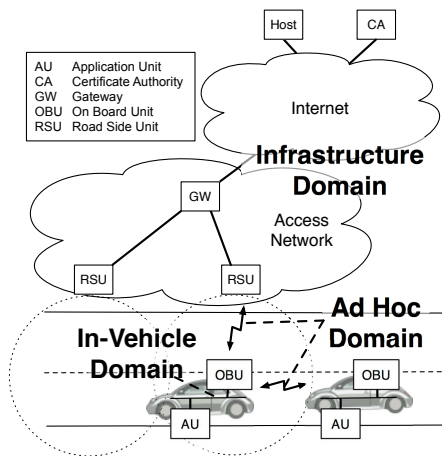 Host
CA
AU Application Unit
CA Certificate Authority
GW Gateway
OBU On Board Unit
RSU Road Side Unit
Internet
Infrastructure
Domain
GW
Access
Network
RSU
RSU
Ad Hoc
Domain
In-Vehicle
Domain
OBU
OBU
AU
AU